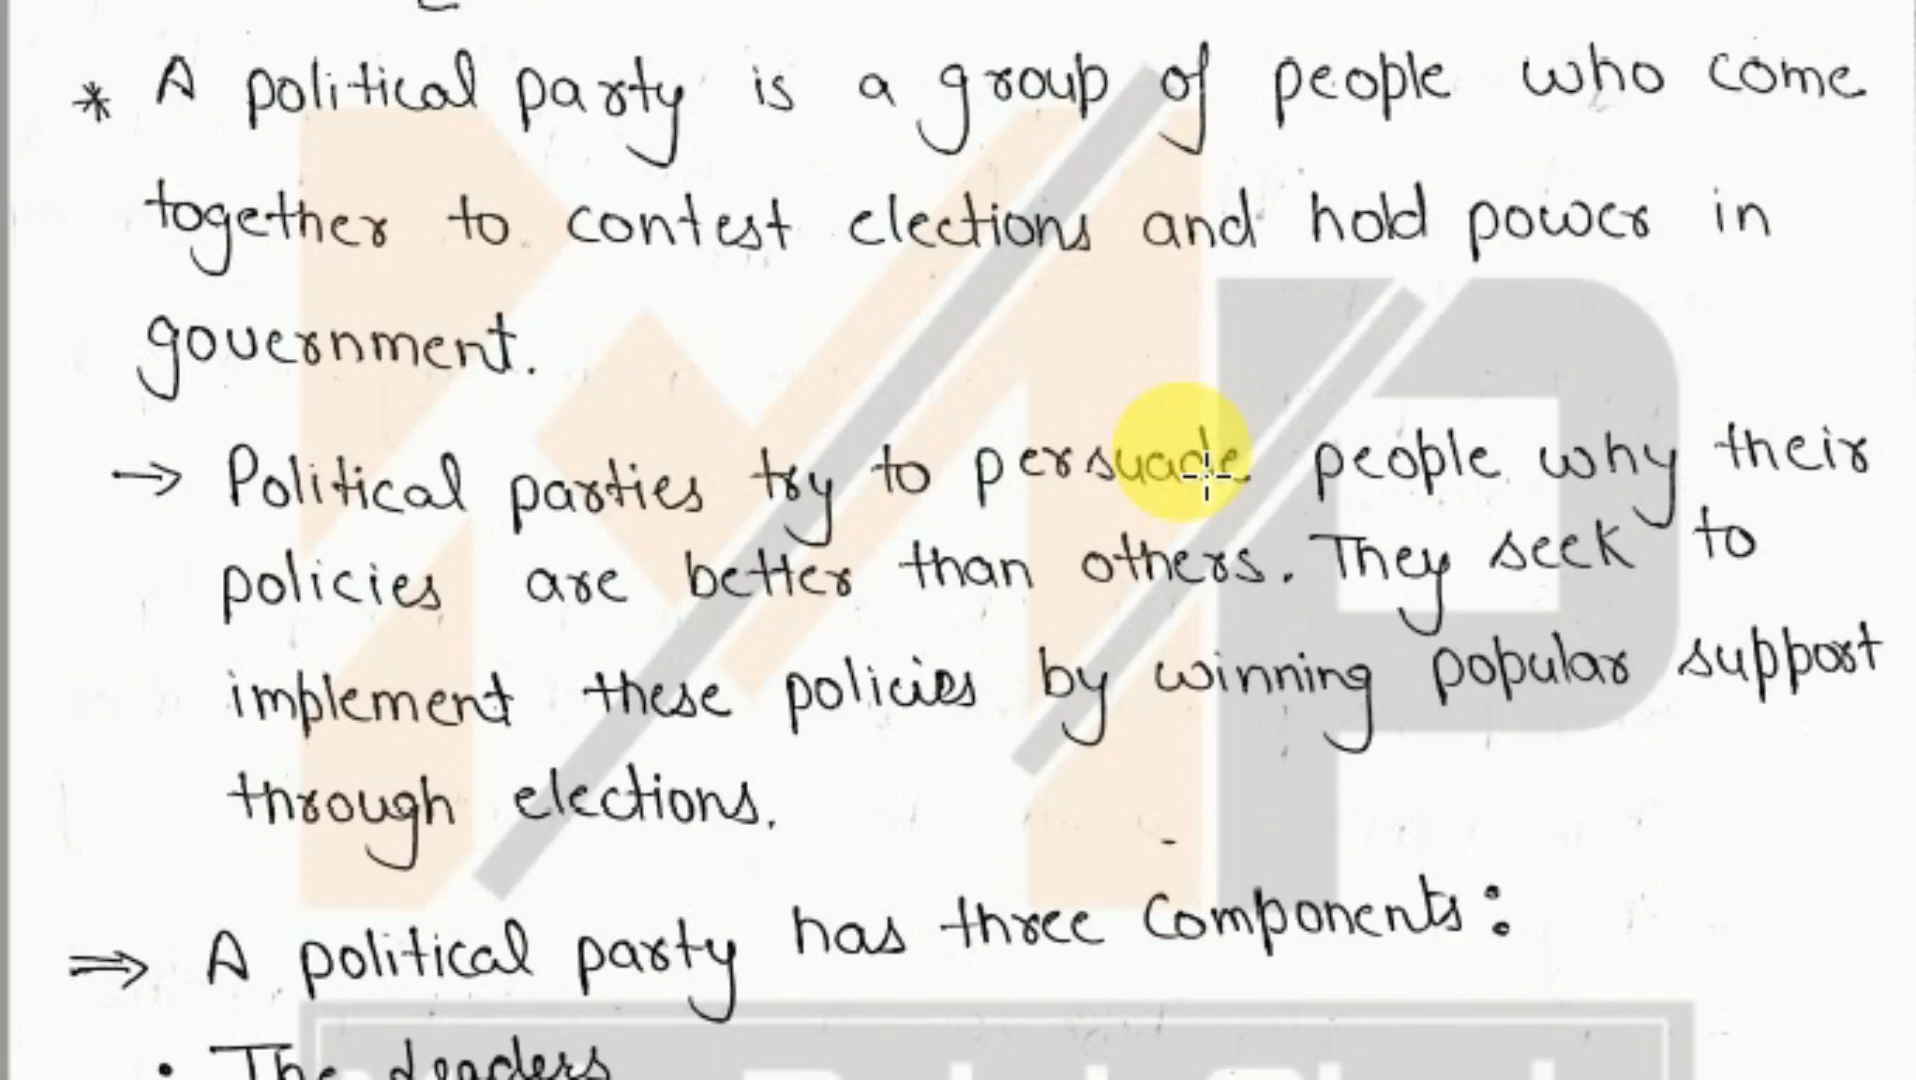 * A political party is a group of people who come
together to contest elections and hold power in
government.
→ Political parties try to persuade people why their
policies are better than others. They seek to
implement these policies by winning popular support
through elections.
⇒ A political party has three Components:
• The Leaders